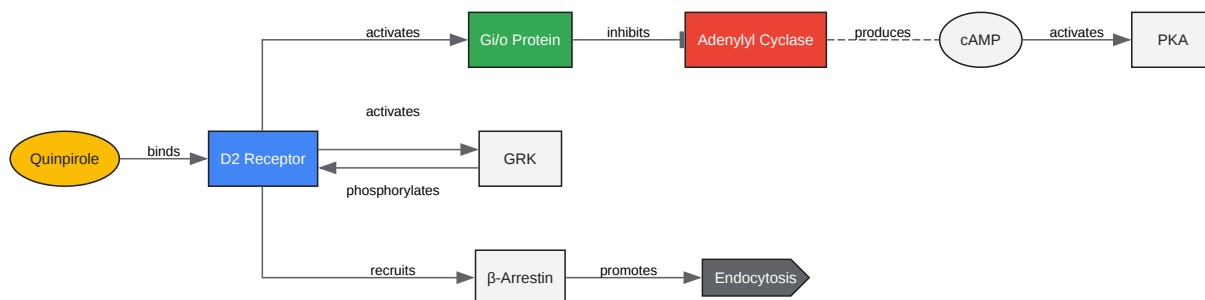 activates
Gi/o Protein
inhibits
Adenylyl Cyclase
produces
cAMP
activates
PKA
activates
Quinpirole
binds
D2 Receptor
GRK
phosphorylates
recruits
β-Arrestin
promotes
Endocytosis